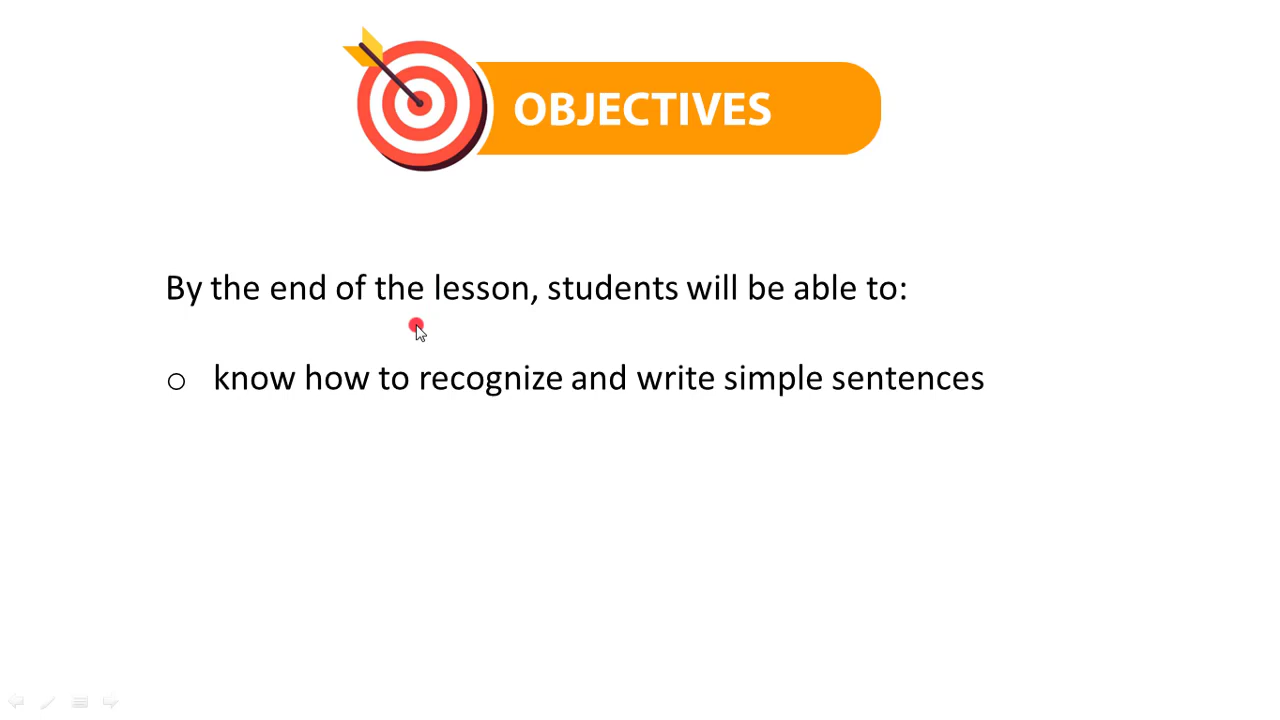 OBJECTIVES
By the end of the lesson, students will be able to:
o know how to recognize and write simple sentences